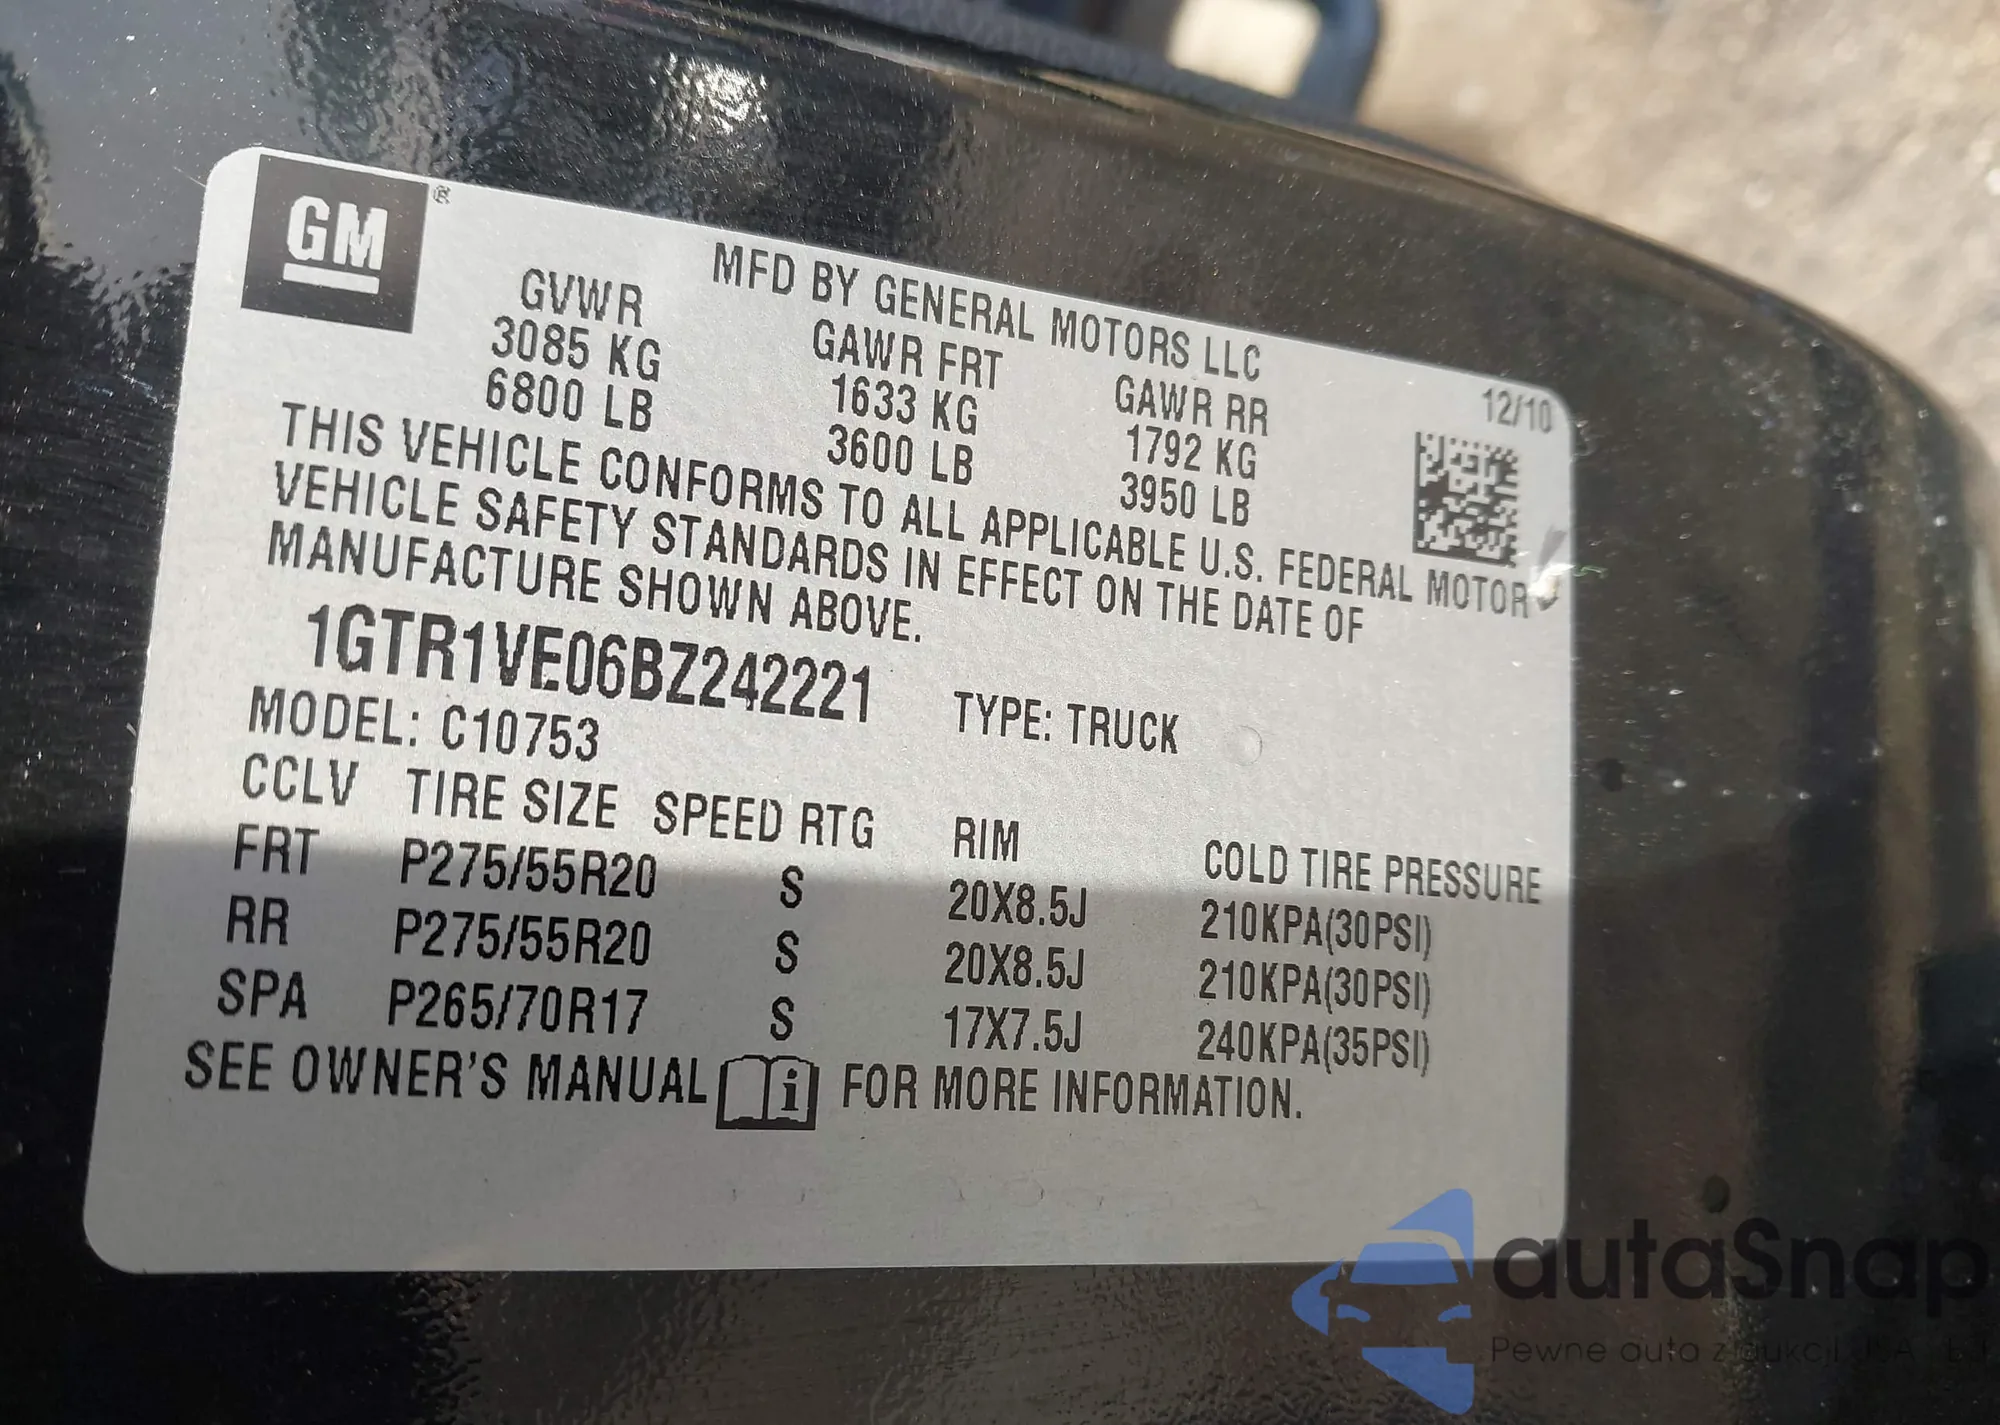 GM ®
MFD BY GENERAL MOTORS LLC
12/10
GVWR GAWR FRT GAWR RR
3085 KG 1633 KG 1792 KG
6800 LB 3600 LB 3950 LB
THIS VEHICLE CONFORMS TO ALL APPLICABLE U.S. FEDERAL MOTOR
VEHICLE SAFETY STANDARDS IN EFFECT ON THE DATE OF
MANUFACTURE SHOWN ABOVE.
1GTR1VE06BZ242221 TYPE: TRUCK
MODEL: C10753
CCLV TIRE SIZE SPEED RTG RIM COLD TIRE PRESSURE
FRT P275/55R20 S 20X8.5J 210KPA(30PSI)
RR P275/55R20 S 20X8.5J 210KPA(30PSI)
SPA P265/70R17 S 17X7.5J 240KPA(35PSI)
SEE OWNER'S MANUAL i FOR MORE INFORMATION.
autaSnap
Pewne auta z